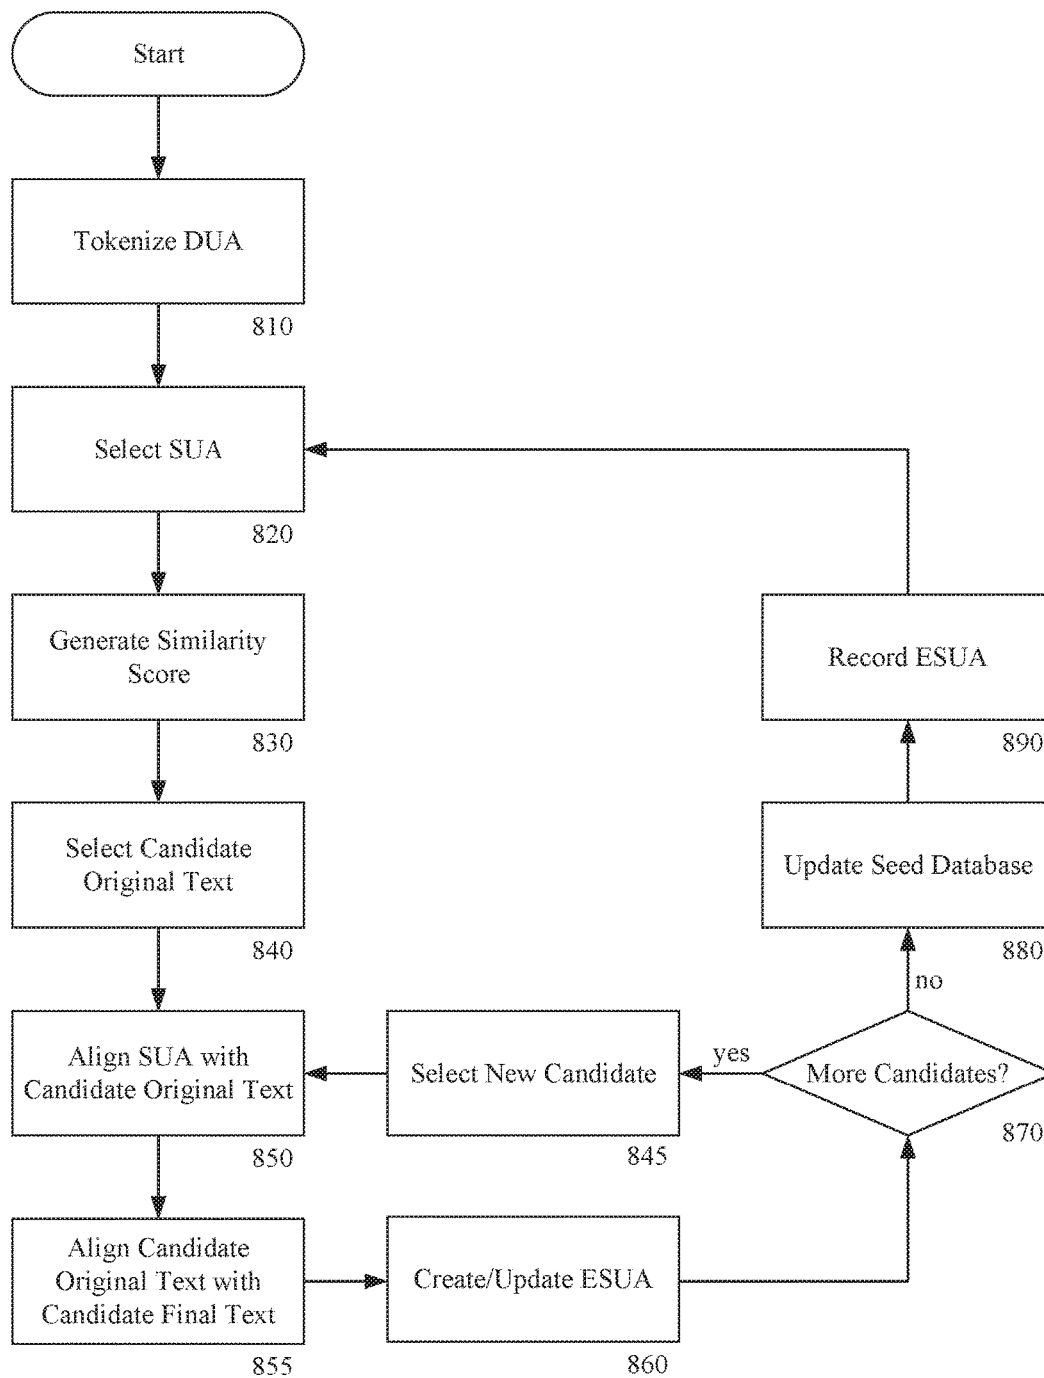 Start
Tokenize DUA
810
Select SUA
820
Generate Similarity
Score
830
Record ESUA
890
Select Candidate
Original Text
840
Update Seed Database
880
no
yes
Align SUA with
Candidate Original Text
850
Select New Candidate
845
More Candidates?
870
Align Candidate
Original Text with
Candidate Final Text
855
Create/Update ESUA
860